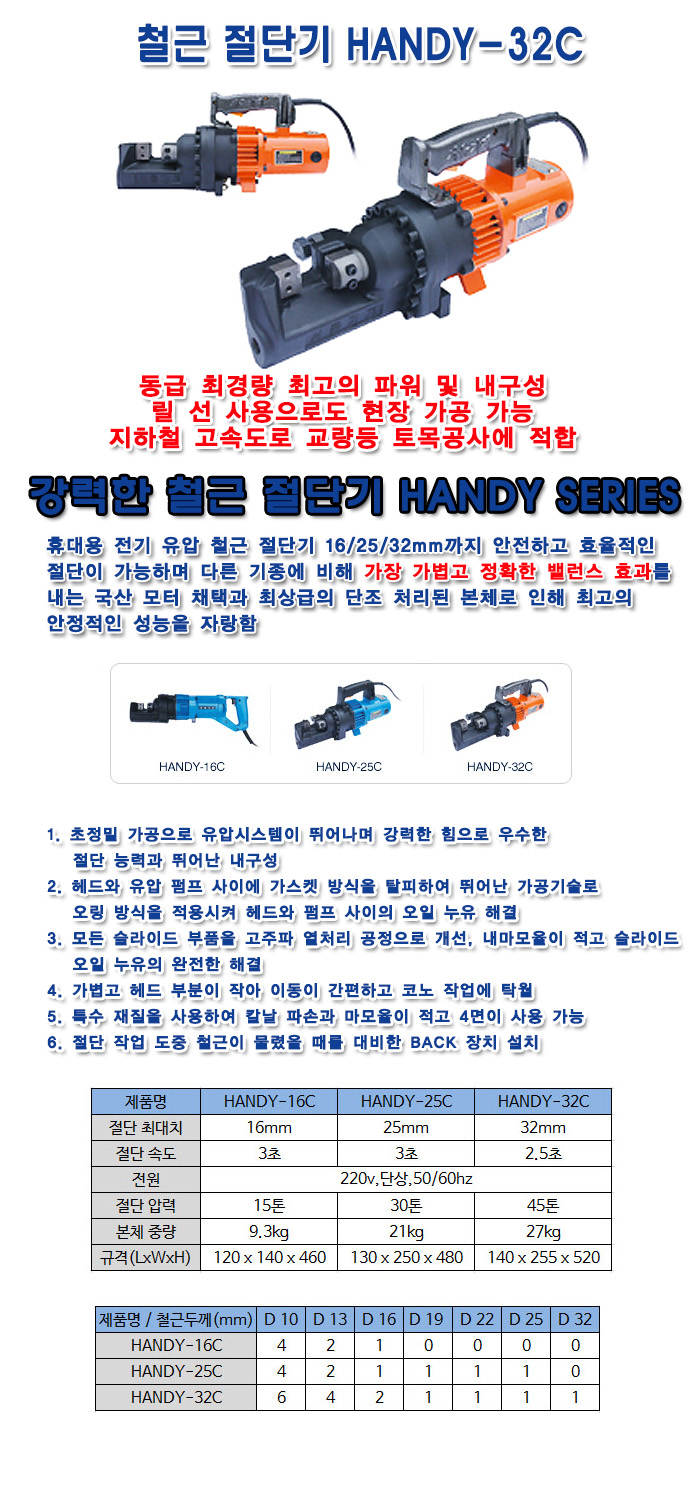 철근 절단기 HANDY-32C
동급 최경량 최고의 파워 및 내구성
릴 선 사용으로도 현장 가공 가능
지하철 고속도로 교량등 토목공사에 적합
강력한 철근 절단기 HANDY SERIES
휴대용 전기 유압 철근 절단기 16/25/32mm까지 안전하고 효율적인
절단이 가능하며 다른 기종에 비해 가장 가볍고 정확한 밸런스 효과를
내는 국산 모터 채택과 최상급의 단조 처리된 본체로 인해 최고의
안정적인 성능을 자랑함
HANDY-16C HANDY-25C HANDY-32C
1. 초정밀 가공으로 유압시스템이 뛰어나며 강력한 힘으로 우수한
절단 능력과 뛰어난 내구성
2. 헤드와 유압 펌프 사이에 가스켓 방식을 탈피하여 뛰어난 가공기술로
오링 방식을 적용시켜 헤드와 펌프 사이의 오일 누유 해결
3. 모든 슬라이드 부품을 고주파 열처리 공정으로 개선, 내마모율이 적고 슬라이드
오일 누유의 완전한 해결
4. 가볍고 헤드 부분이 작아 이동이 간편하고 코노 작업에 탁월
5. 특수 재질을 사용하여 칼날 파손과 마모율이 적고 4면이 사용 가능
6. 절단 작업 도중 철근이 물렸을 때를 대비한 BACK 장치 설치
제품명 HANDY-16C HANDY-25C HANDY-32C
절단 최대치 16mm 25mm 32mm
절단 속도 3초 3초 2.5초
전원 220v,단상,50/60hz
절단 압력 15톤 30톤 45톤
본체 중량 9.3kg 21kg 27kg
규격(LxWxH) 120 x 140 x 460 130 x 250 x 480 140 x 255 x 520
제품명 / 철근두께(mm) D 10 D 13 D 16 D 19 D 22 D 25 D 32
HANDY-16C 4 2 1 0 0 0 0
HANDY-25C 4 2 1 1 1 1 0
HANDY-32C 6 4 2 1 1 1 1